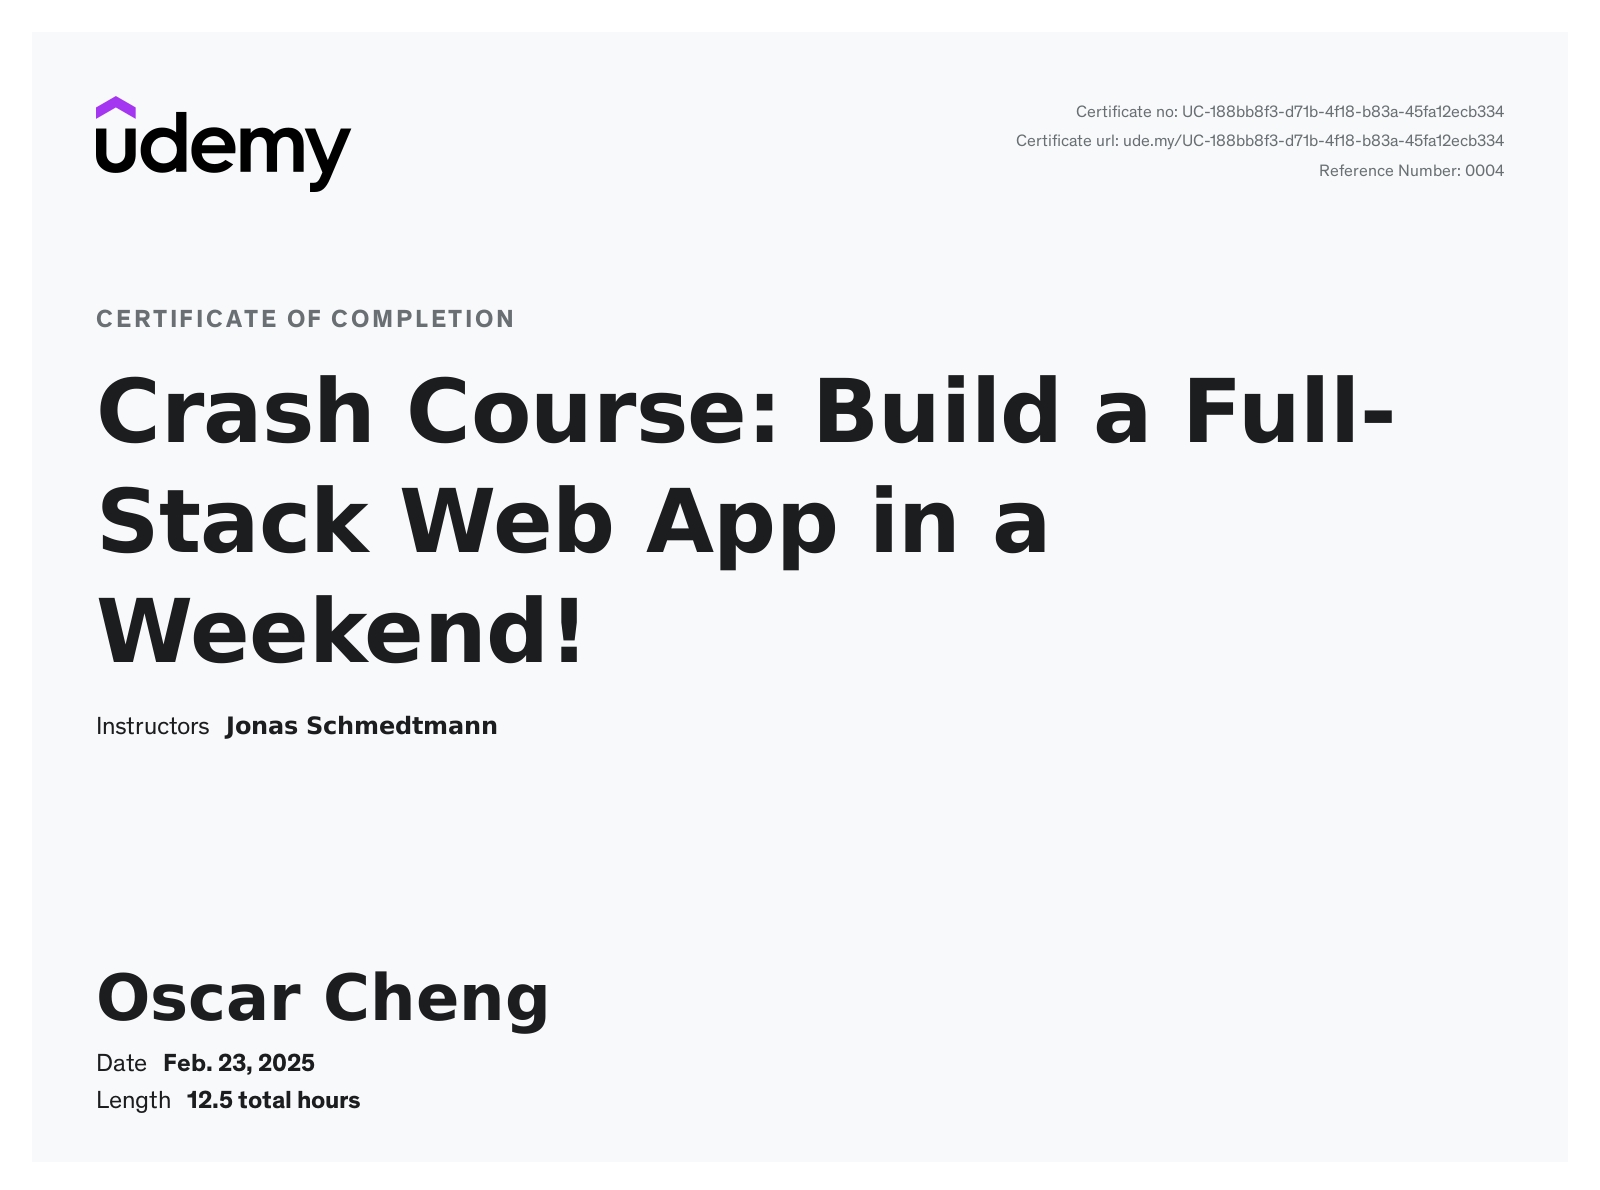 udemy
Certificate no: UC-188bb8f3-d71b-4f18-b83a-45fa12ecb334
Certificate url: ude.my/UC-188bb8f3-d71b-4f18-b83a-45fa12ecb334
Reference Number: 0004
CERTIFICATE OF COMPLETION
Crash Course: Build a Full-
Stack Web App in a
Weekend!
Instructors Jonas Schmedtmann
Oscar Cheng
Date Feb. 23, 2025
Length 12.5 total hours